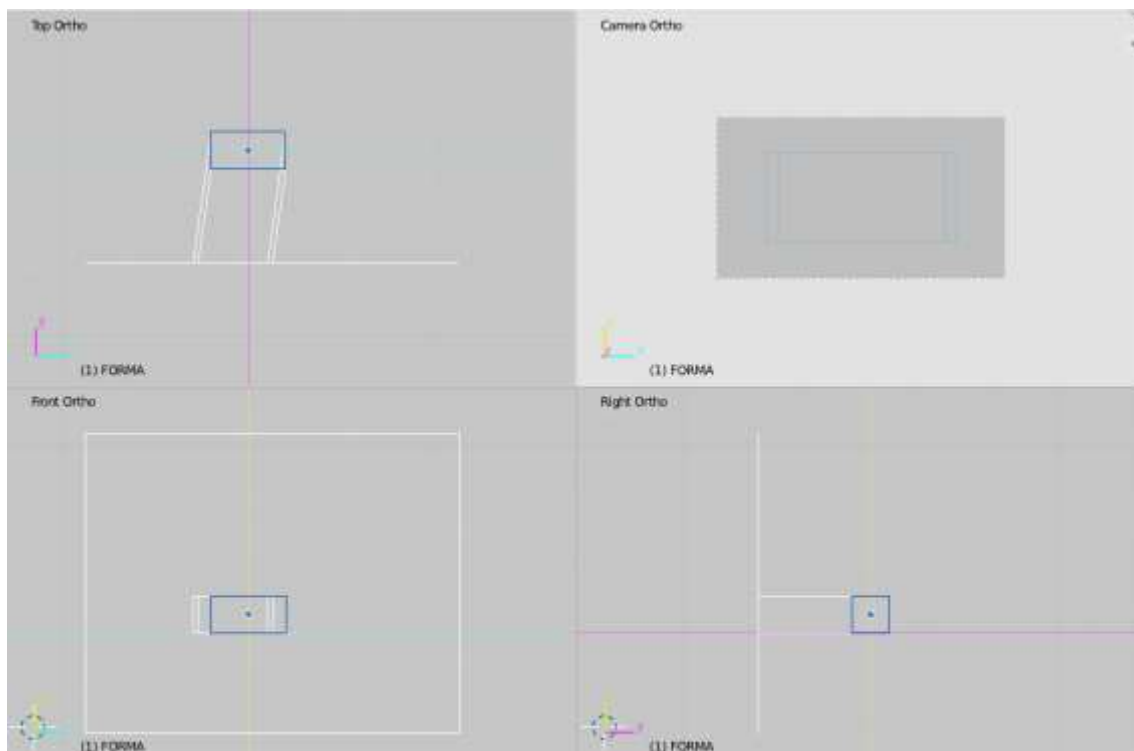 Top Ortho
Camera Ortho
(1) FORMA
(1) FORMA
Front Ortho
Right Ortho
(1) FORMA
(1) FORMA